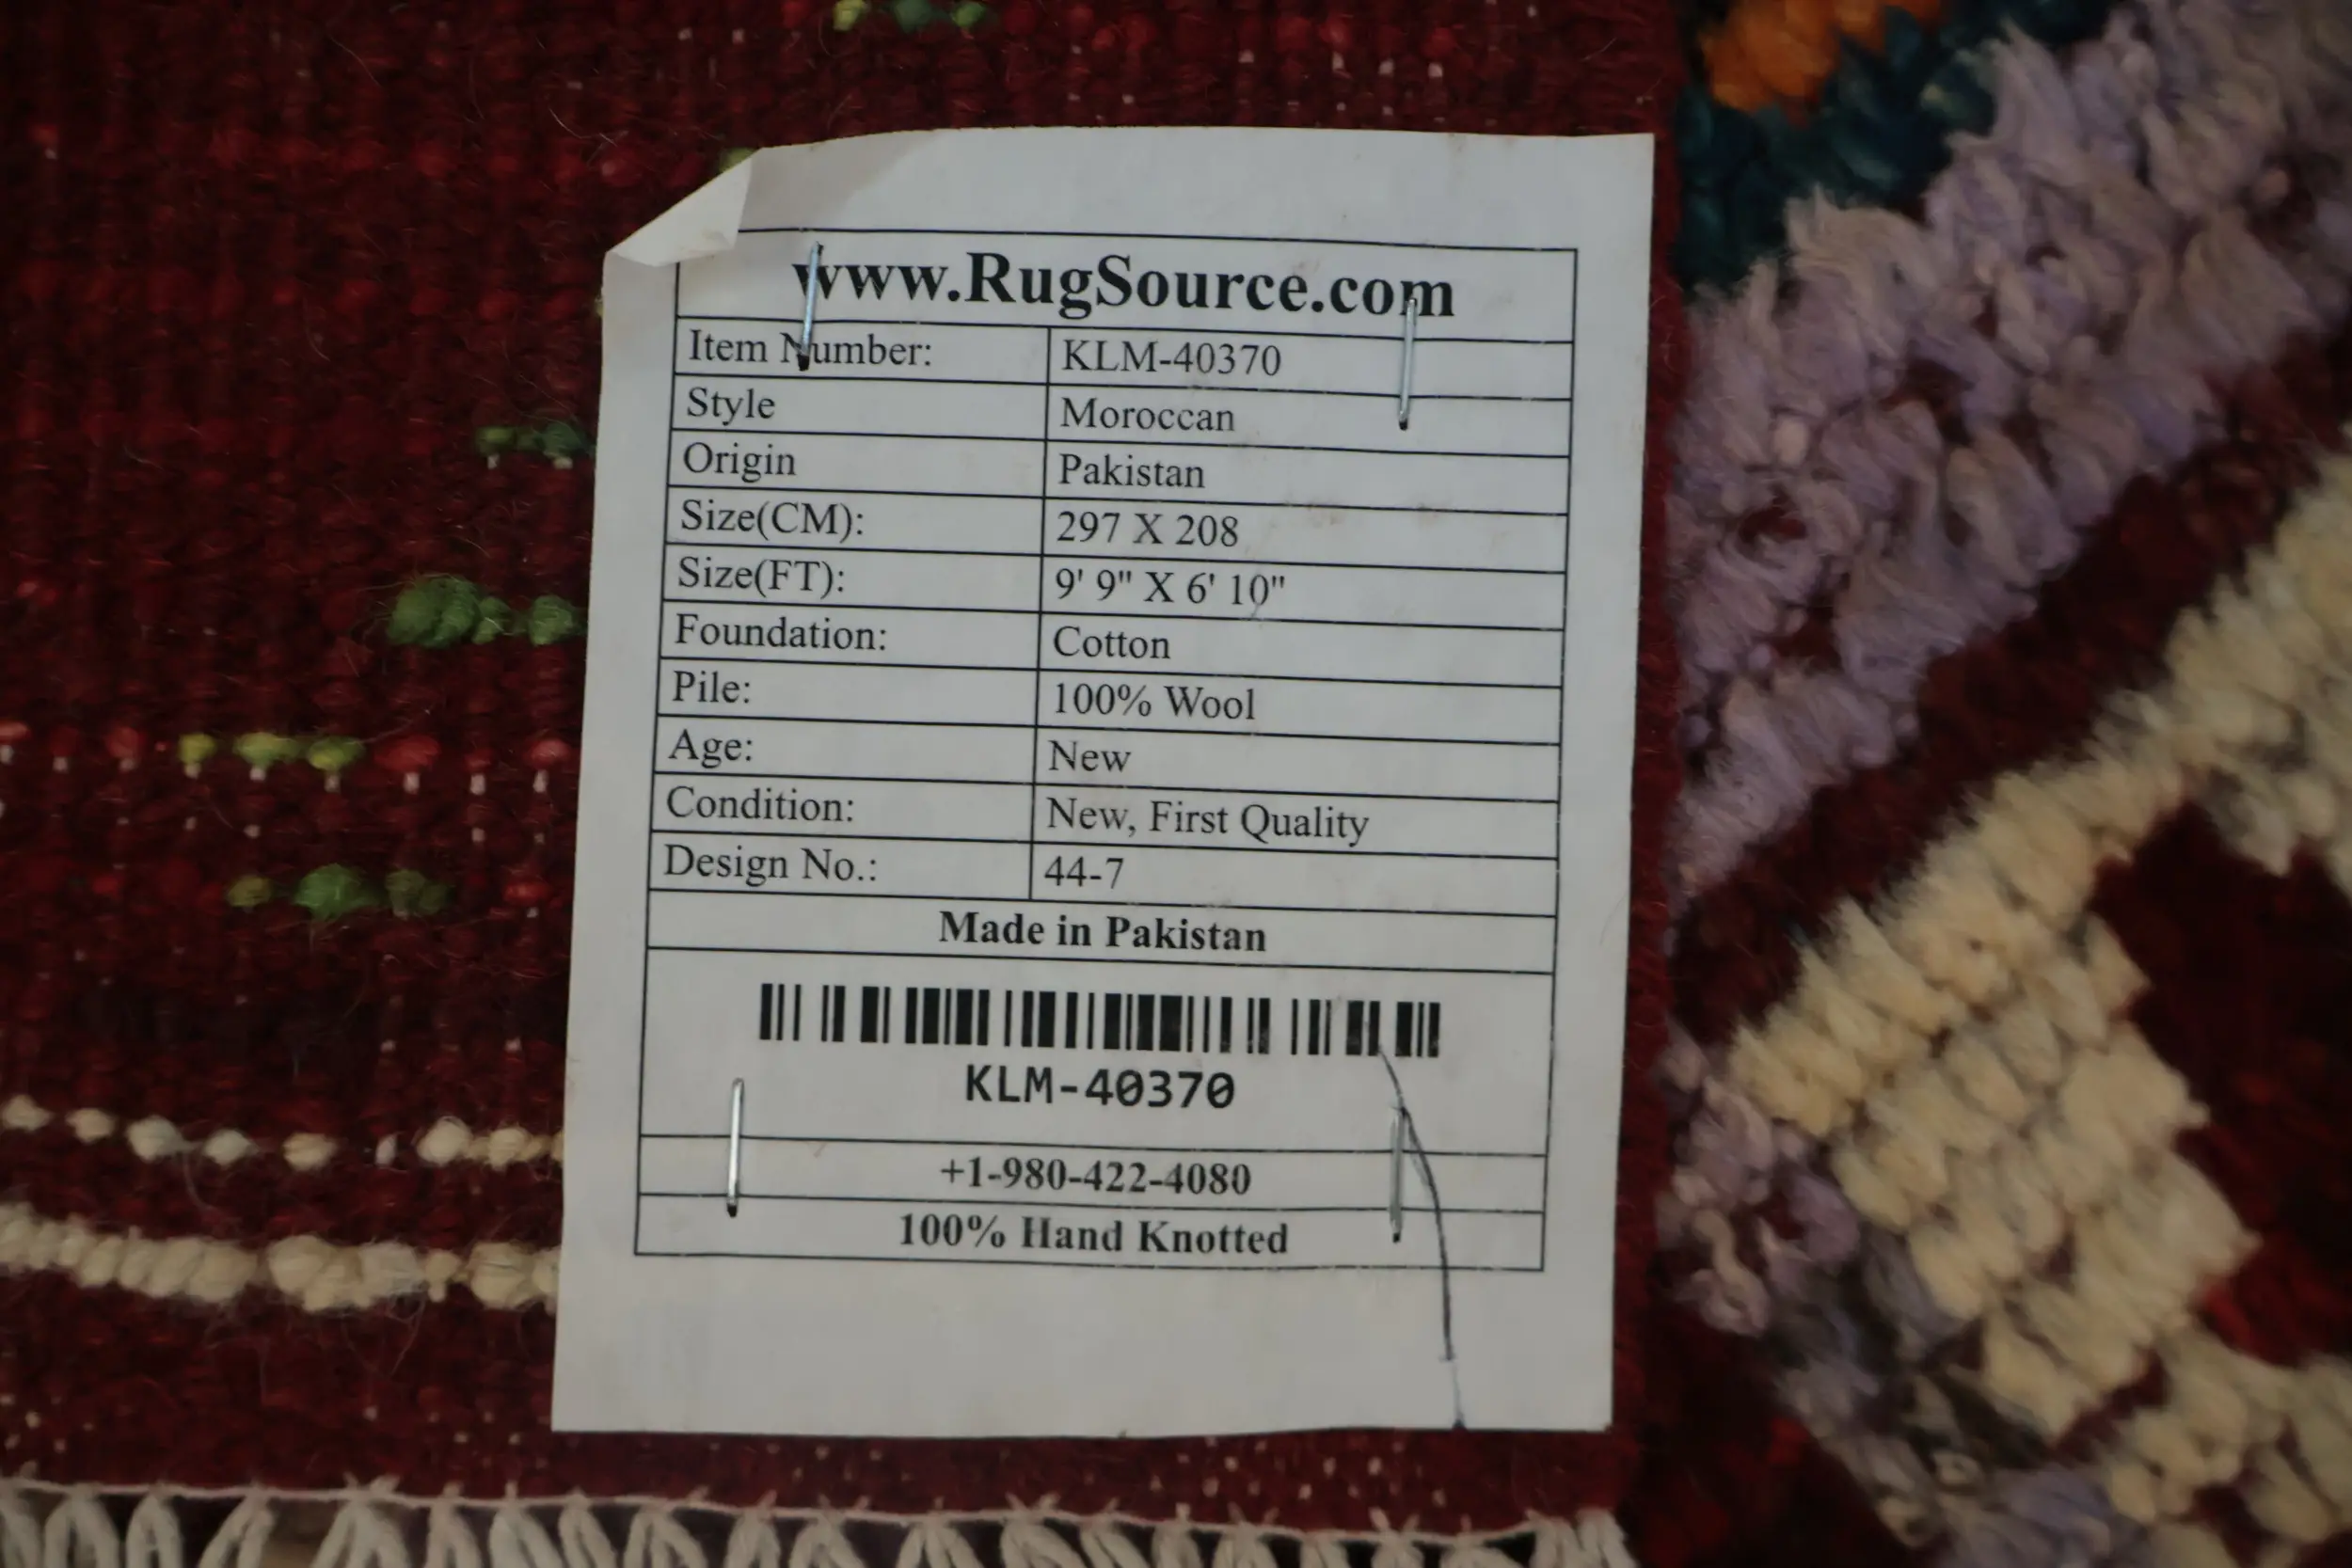 www.RugSource.com
Item Number: KLM-40370
Style Moroccan
Origin Pakistan
Size(CM): 297 X 208
Size(FT): 9' 9" X 6' 10"
Foundation: Cotton
Pile: 100% Wool
Age: New
Condition: New, First Quality
Design No.: 44-7
Made in Pakistan
KLM-40370
+1-980-422-4080
100% Hand Knotted